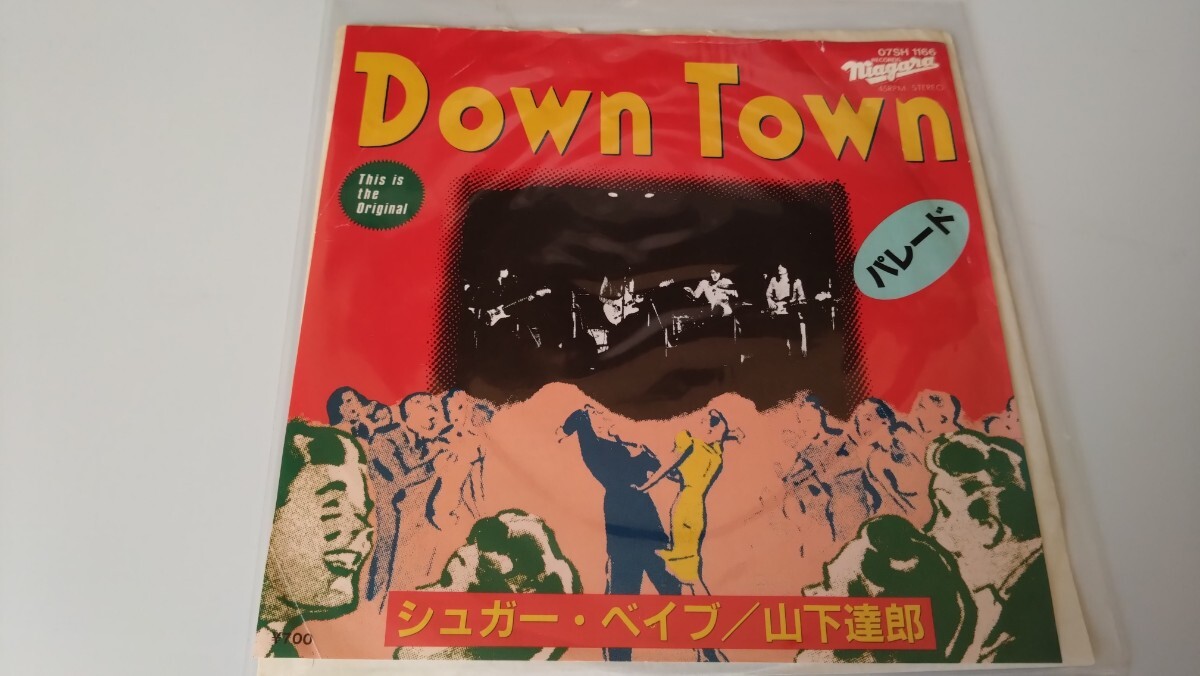 07SH 1166
RECORDS
Niagara
45RPM STEREO
Down Town
This is
the
Original
パレード
シュガー・ベイブ／山下達郎
¥700